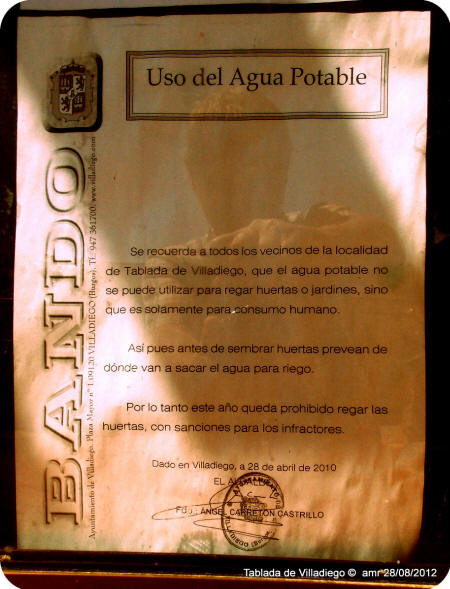 Uso del Agua Potable
BANDO
Ayuntamiento de Villadiego. Plaza Mayor nº 1 09120 VILLADIEGO (Burgos). Tf.: 947 361700. www.villadiego.com
Se recuerda a todos los vecinos de la localidad
de Tablada de Villadiego, que el agua potable no
se puede utilizar para regar huertas o jardines, sino
que es solamente para consumo humano.
Así pues antes de sembrar huertas prevean de
dónde van a sacar el agua para riego.
Por lo tanto este año queda prohibido regar las
huertas, con sanciones para los infractores.
Dado en Villadiego, a 28 de abril de 2010
EL ALCALDE
Fdo.: ANGEL CARRETON CASTRILLO
AYUNTAMIENTO
VILLADIEGO
Tablada de Villadiego © amr 28/08/2012